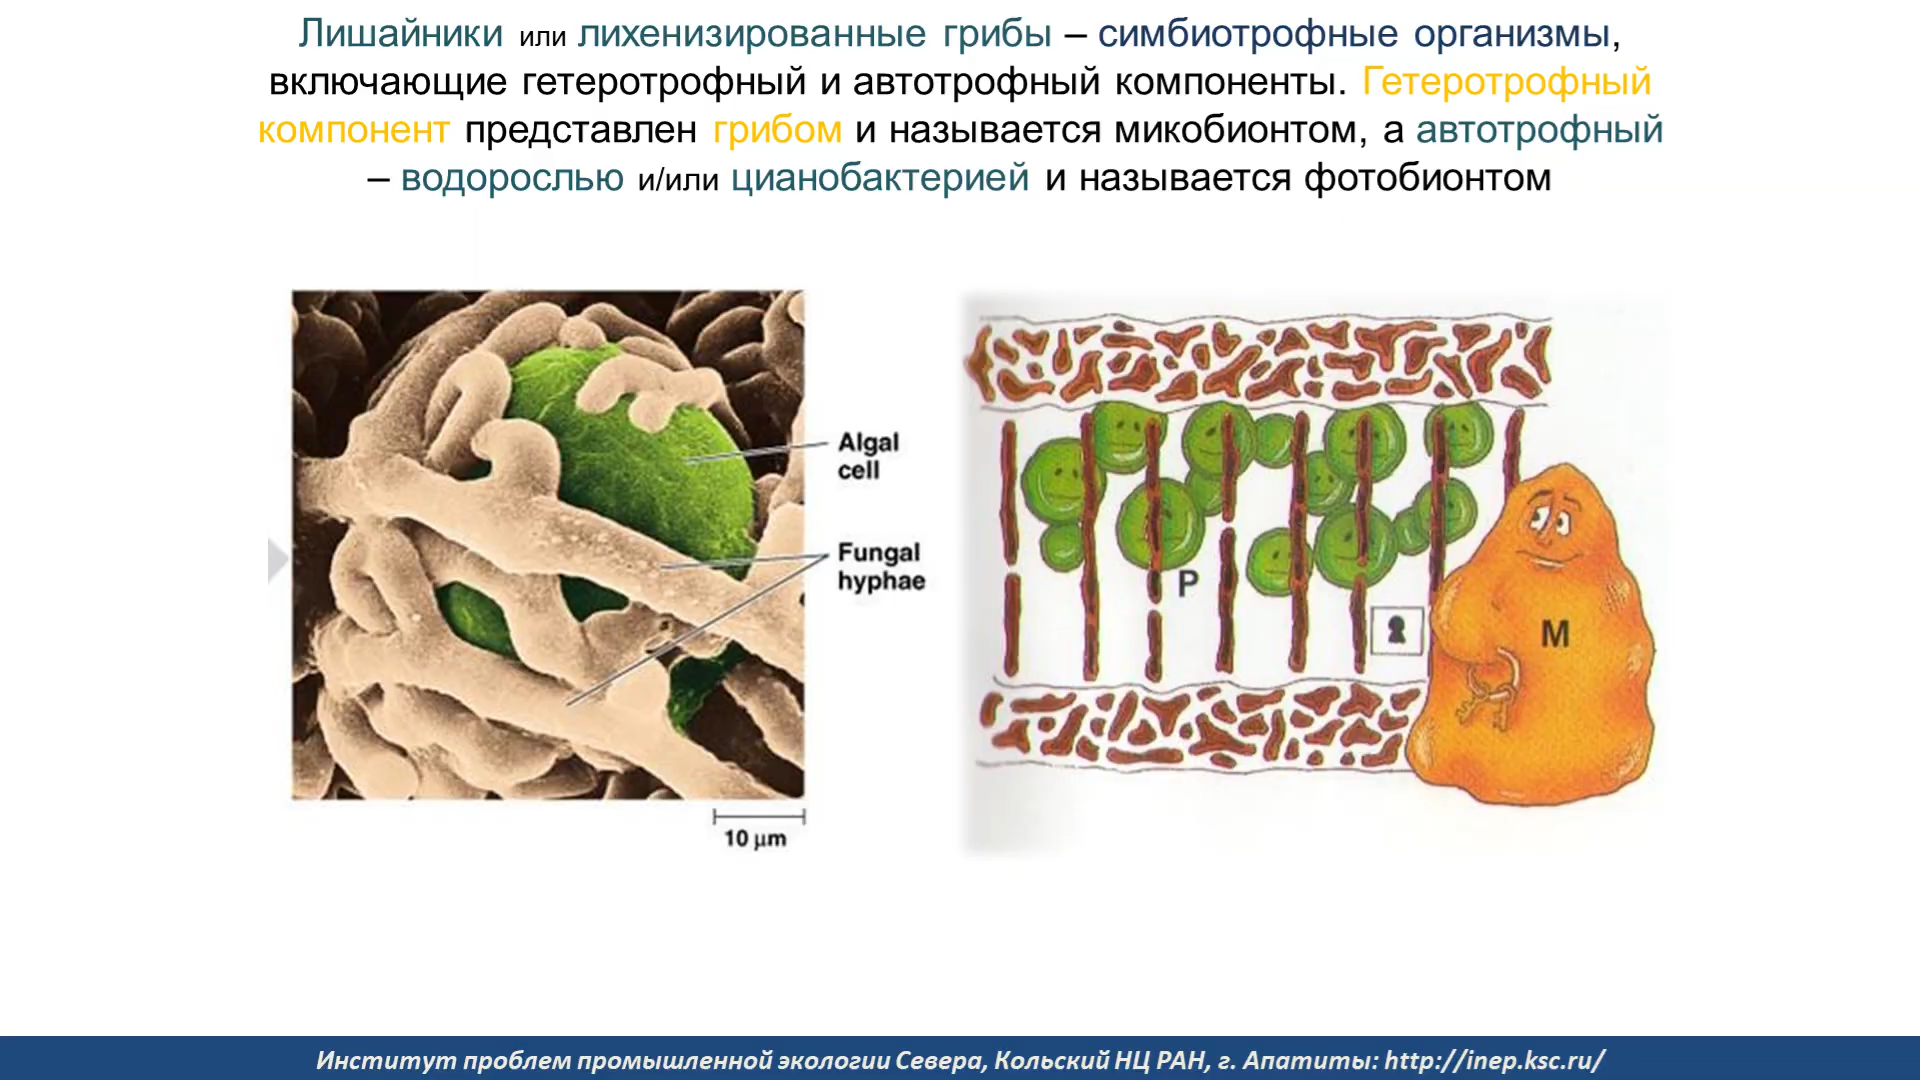 Лишайники или лихенизированные грибы – симбиотрофные организмы,
включающие гетеротрофный и автотрофный компоненты. Гетеротрофный
компонент представлен грибом и называется микобионтом, а автотрофный
– водорослью и/или цианобактерией и называется фотобионтом
Algal
cell
Fungal
hyphae
10 µm
P
M
Институт проблем промышленной экологии Севера, Кольский НЦ РАН, г. Апатиты: http://inep.ksc.ru/